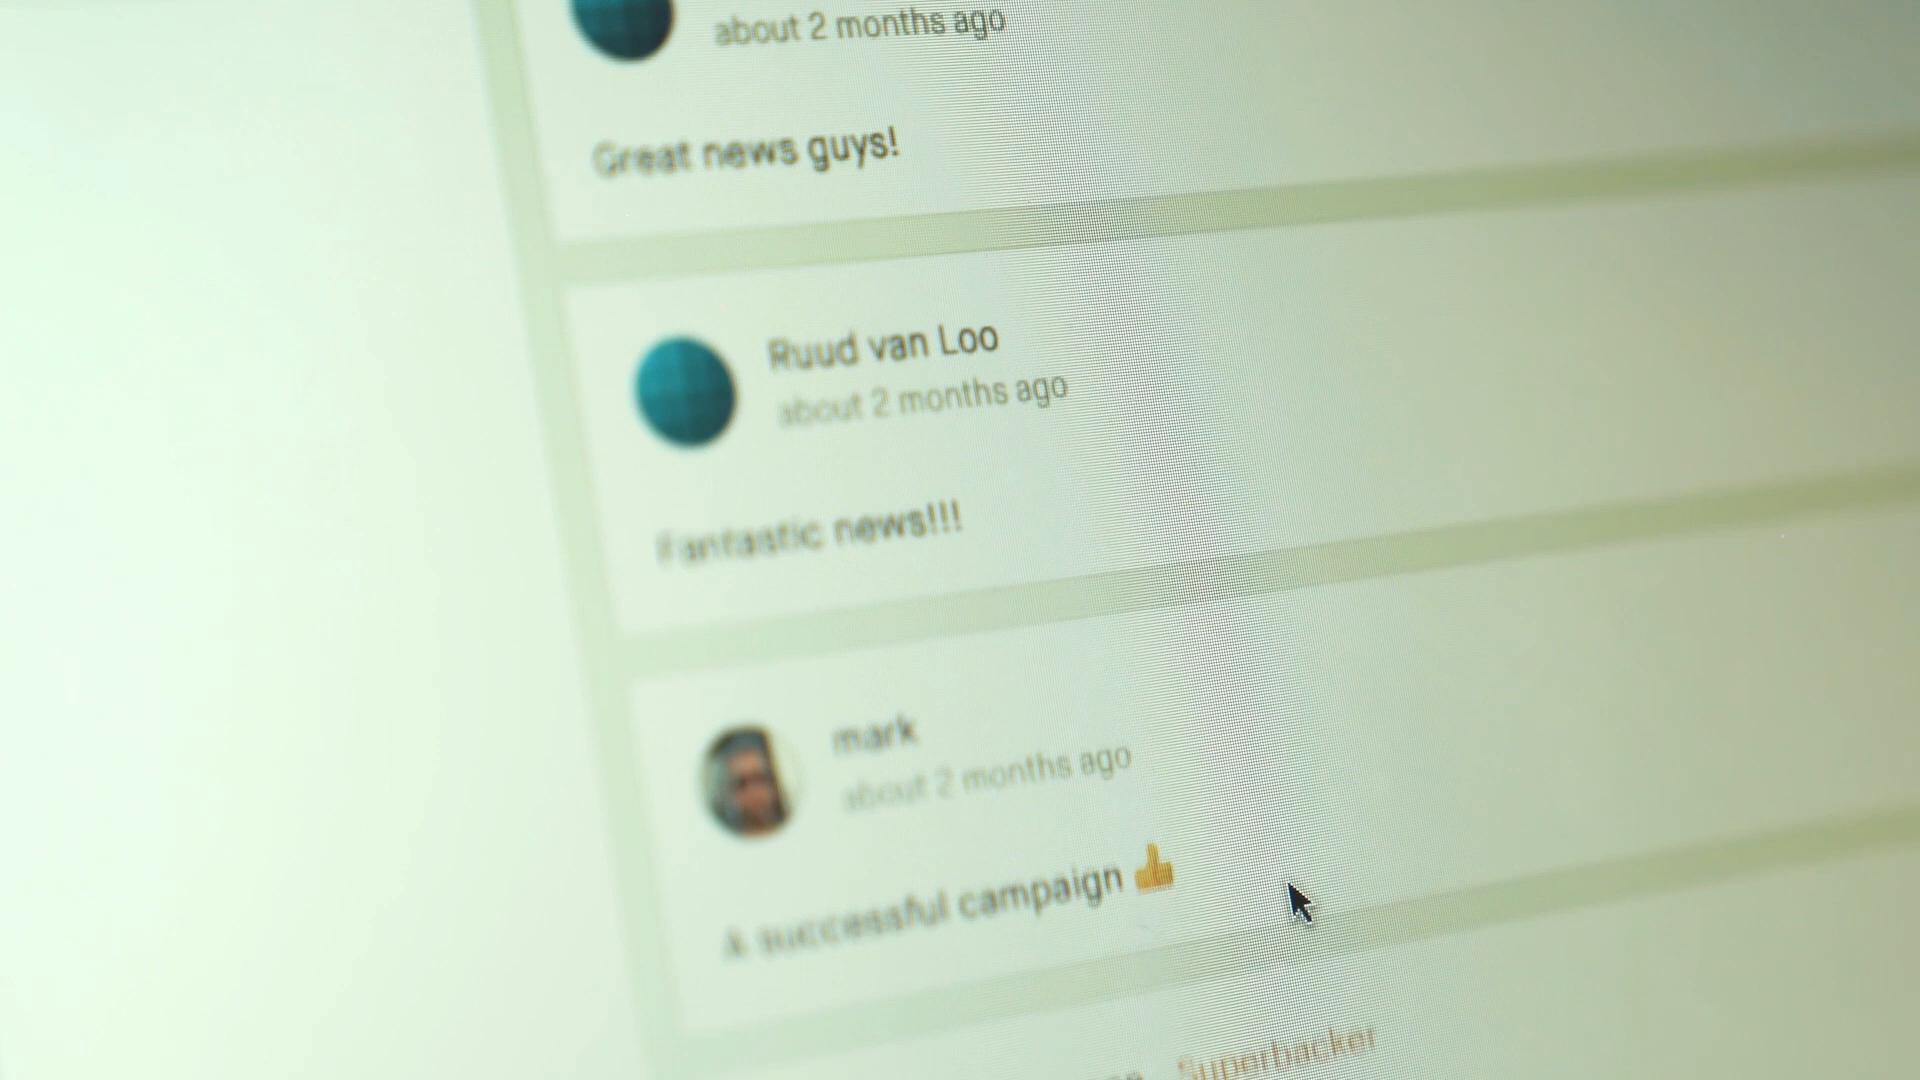 about 2 months ago
Great news guys!
Ruud van Loo
about 2 months ago
Fantastic news!!!
mark
about 2 months ago
A successful campaign 👍
Superbacker